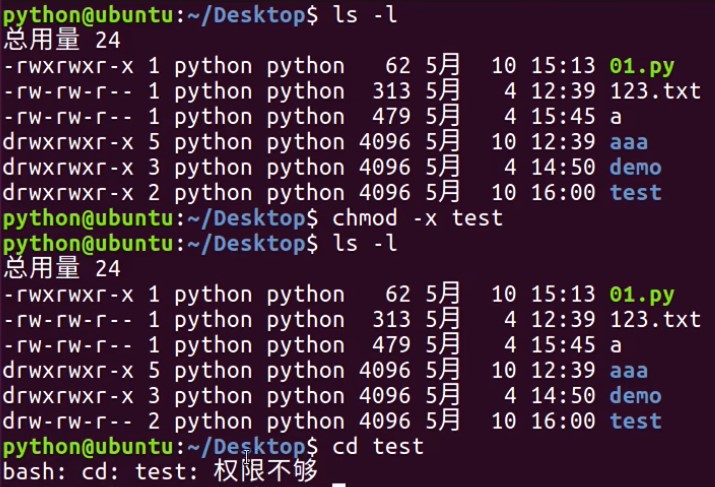 python@ubuntu:~/Desktop$ ls -l
总用量 24
-rwxrwxr-x 1 python python   62 5月  10 15:13 01.py
-rw-rw-r-- 1 python python  313 5月   4 12:39 123.txt
-rw-rw-r-- 1 python python  479 5月   4 15:45 a
drwxrwxr-x 5 python python 4096 5月  10 12:39 aaa
drwxrwxr-x 3 python python 4096 5月   4 14:50 demo
drwxrwxr-x 2 python python 4096 5月  10 16:00 test
python@ubuntu:~/Desktop$ chmod -x test
python@ubuntu:~/Desktop$ ls -l
总用量 24
-rwxrwxr-x 1 python python   62 5月  10 15:13 01.py
-rw-rw-r-- 1 python python  313 5月   4 12:39 123.txt
-rw-rw-r-- 1 python python  479 5月   4 15:45 a
drwxrwxr-x 5 python python 4096 5月  10 12:39 aaa
drwxrwxr-x 3 python python 4096 5月   4 14:50 demo
drw-rw-r-- 2 python python 4096 5月  10 16:00 test
python@ubuntu:~/Desktop$ cd test
bash: cd: test: 权限不够